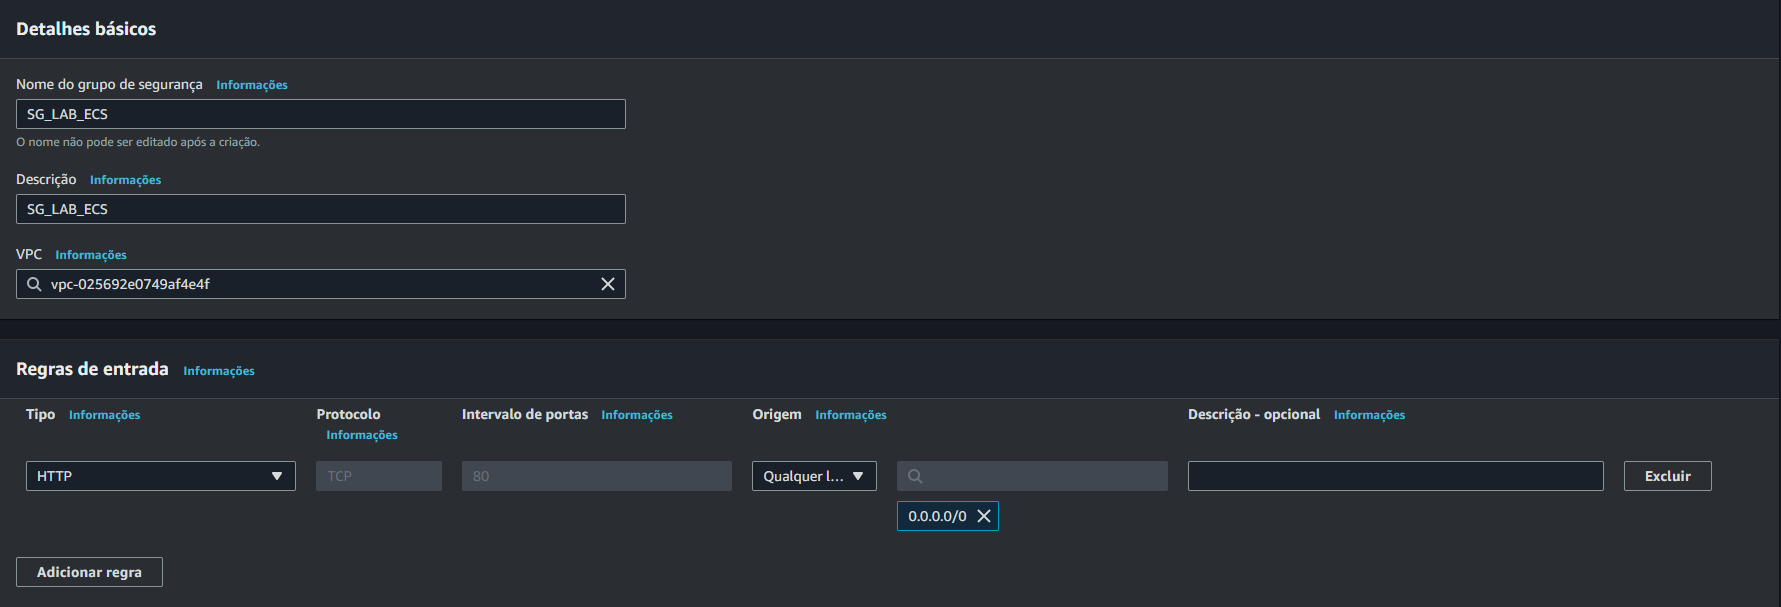 Detalhes básicos
Nome do grupo de segurança Informações
SG_LAB_ECS
O nome não pode ser editado após a criação.
Descrição Informações
SG_LAB_ECS
VPC Informações
vpc-025692e0749af4e4f
Regras de entrada Informações
Tipo Informações Protocolo Informações Intervalo de portas Informações Origem Informações Descrição - opcional Informações
HTTP TCP 80 Qualquer l... Excluir
0.0.0.0/0
Adicionar regra